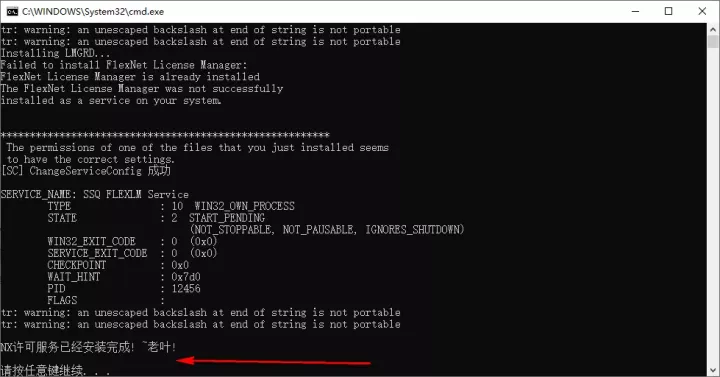 C:\WINDOWS\System32\cmd.exe
tr: warning: an unescaped backslash at end of string is not portable
tr: warning: an unescaped backslash at end of string is not portable
Installing LMGRD...
Failed to install FlexNet License Manager:
FlexNet License Manager is already installed
The FlexNet License Manager was not successfully
installed as a service on your system.
**********************************************************
The permissions of one of the files that you just installed seems
to have the correct settings.
[SC] ChangeServiceConfig 成功
SERVICE_NAME: SSQ FLEXLM Service
TYPE : 10 WIN32_OWN_PROCESS
STATE : 2 START_PENDING
(NOT_STOPPABLE, NOT_PAUSABLE, IGNORES_SHUTDOWN)
WIN32_EXIT_CODE : 0 (0x0)
SERVICE_EXIT_CODE : 0 (0x0)
CHECKPOINT : 0x0
WAIT_HINT : 0x7d0
PID : 12456
FLAGS :
tr: warning: an unescaped backslash at end of string is not portable
tr: warning: an unescaped backslash at end of string is not portable
NX许可服务已经安装完成! ~老叶!
请按任意键继续. . .